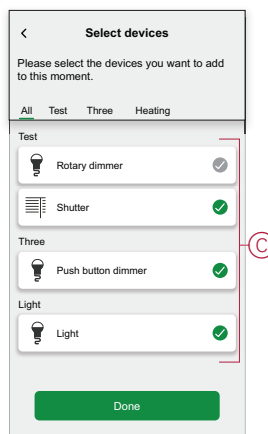 Select devices
Please select the devices you want to add
to this moment.
All Test Three Heating
Test
Rotary dimmer
Shutter
Three
Push button dimmer
Light
Light
Done
C